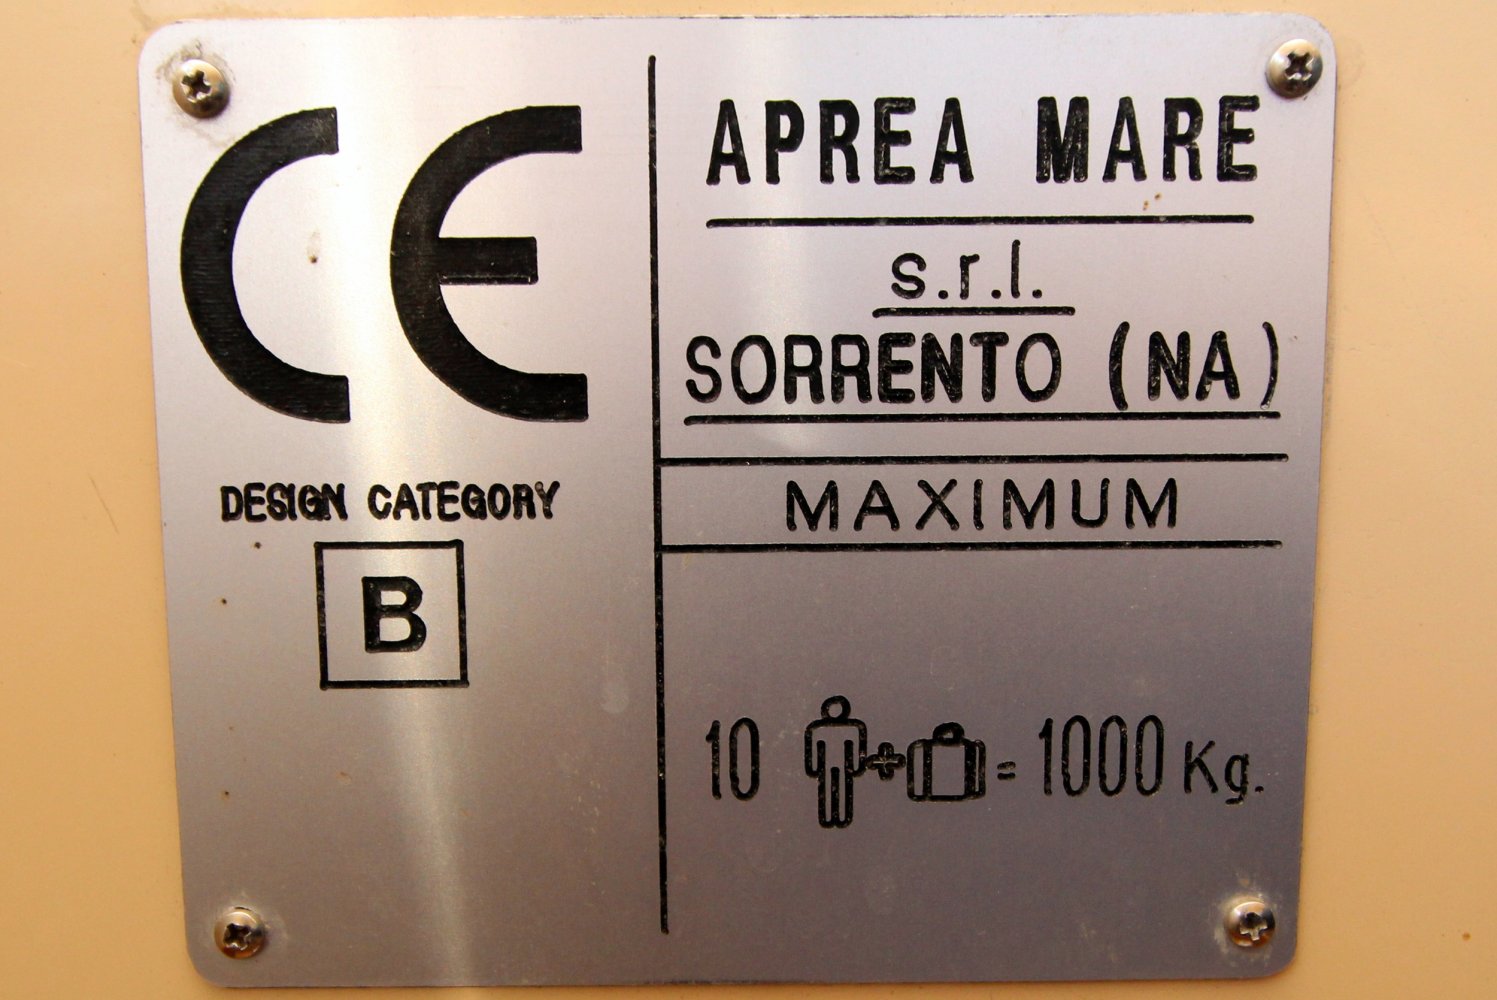 CE
DESIGN CATEGORY
B
APREA MARE
s.r.l.
SORRENTO (NA)
MAXIMUM
10 + = 1000 Kg.